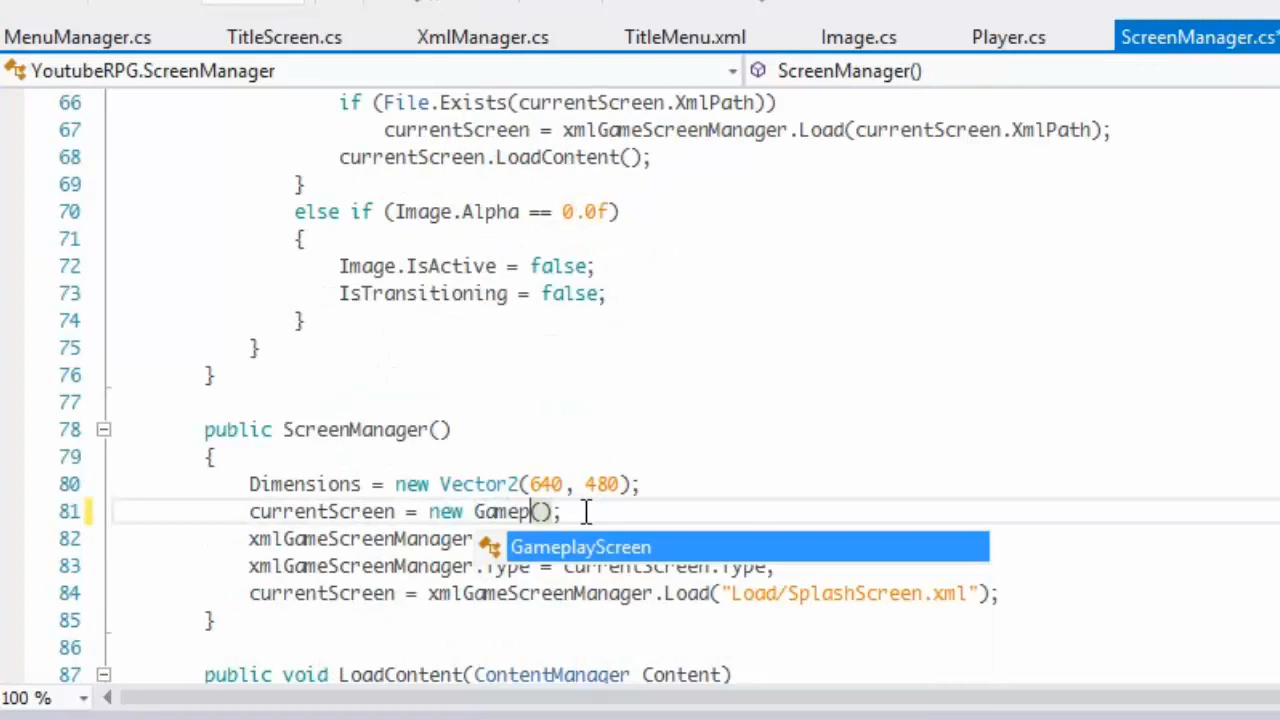 MenuManager.cs TitleScreen.cs XmlManager.cs TitleMenu.xml Image.cs Player.cs ScreenManager.cs*
YoutubeRPG.ScreenManager ScreenManager()
66 if (File.Exists(currentScreen.XmlPath))
67 currentScreen = xmlGameScreenManager.Load(currentScreen.XmlPath);
68 currentScreen.LoadContent();
69 }
70 else if (Image.Alpha == 0.0f)
71 {
72 Image.IsActive = false;
73 IsTransitioning = false;
74 }
75 }
76 }
77
78 public ScreenManager()
79 {
80 Dimensions = new Vector2(640, 480);
81 currentScreen = new Gamep();
82 xmlGameScreenManager
GameplayScreen
83 xmlGameScreenManager.Type = currentScreen.Type;
84 currentScreen = xmlGameScreenManager.Load("Load/SplashScreen.xml");
85 }
86
87 public void LoadContent(ContentManager Content)
100 %